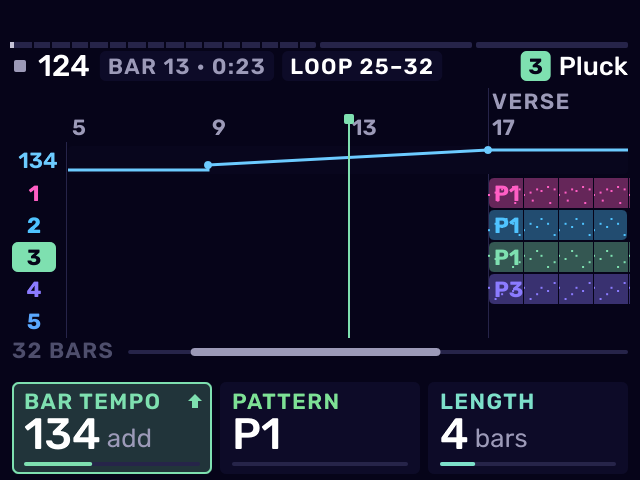 124 BAR 13 • 0:23 LOOP 25–32 3 Pluck
VERSE
5 9 13 17
134
1 P1
2 P1
3 P1
4 P3
5
32 BARS
BAR TEMPO PATTERN LENGTH
134 add P1 4 bars